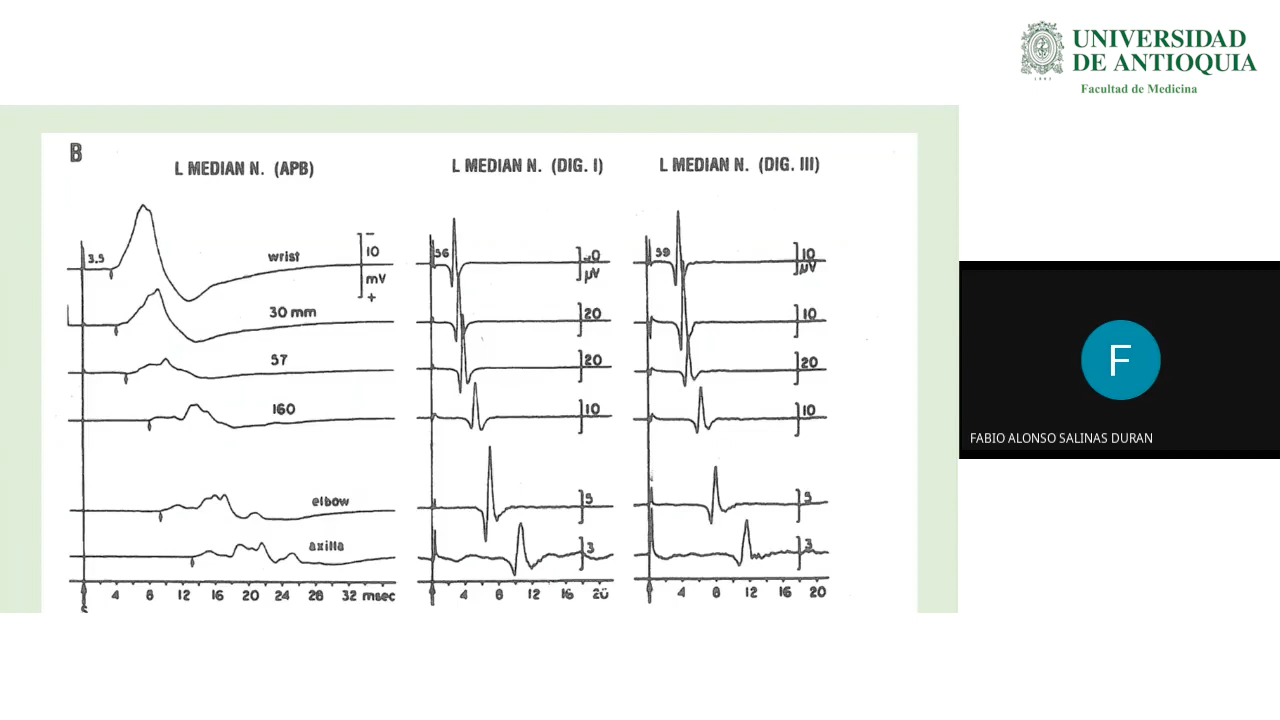 UNIVERSIDAD
DE ANTIOQUIA
Facultad de Medicina
B
L MEDIAN N. (APB)
L MEDIAN N. (DIG. I)
L MEDIAN N. (DIG. III)
3.5
wrist
−
10
mV
+
56
μV
59
10
μV
30 mm
20
10
57
20
20
160
10
10
elbow
5
5
axilla
3
3
4 8 12 16 20 24 28 32 msec
4 8 12 16 20
4 8 12 16 20
S
F
FABIO ALONSO SALINAS DURAN